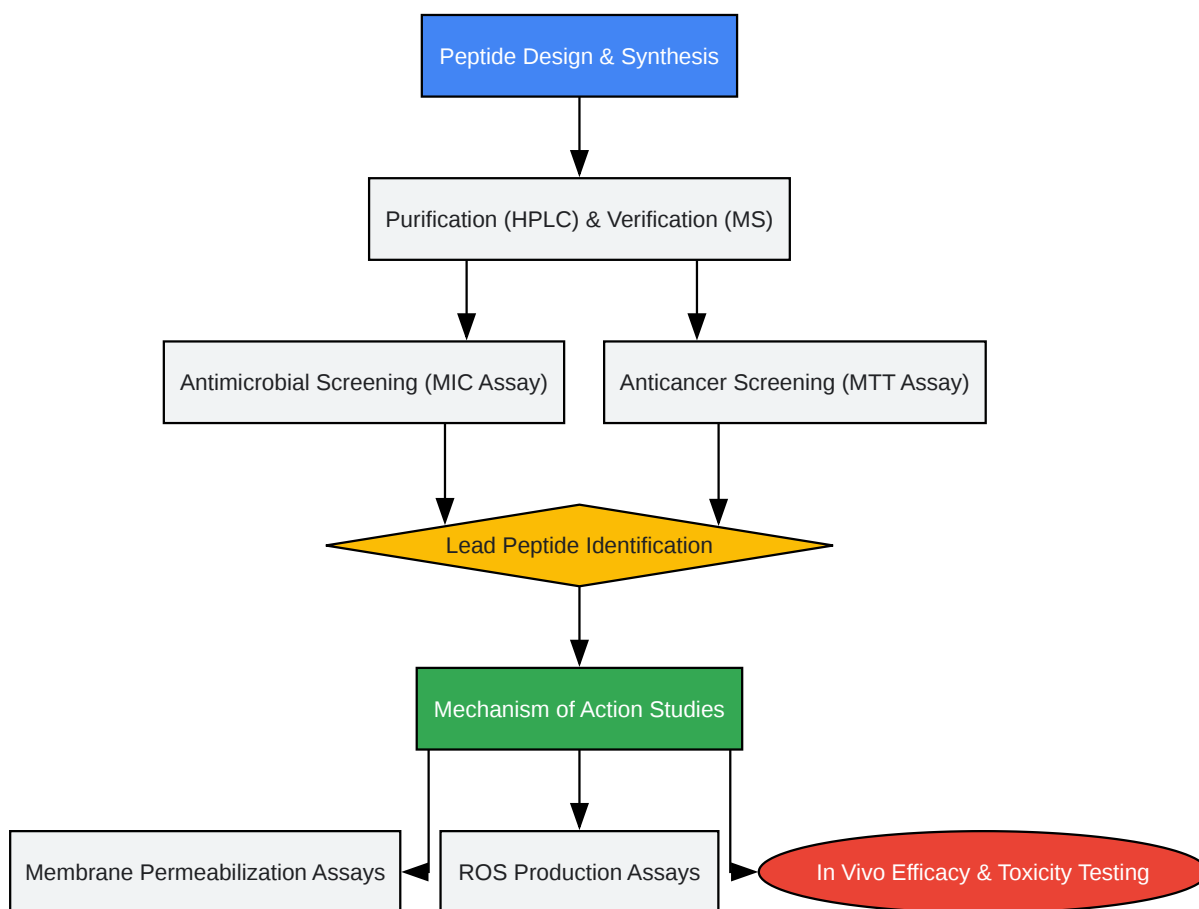 Peptide Design & Synthesis
Purification (HPLC) & Verification (MS)
Antimicrobial Screening (MIC Assay)
Anticancer Screening (MTT Assay)
Lead Peptide Identification
Mechanism of Action Studies
Membrane Permeabilization Assays
ROS Production Assays
In Vivo Efficacy & Toxicity Testing